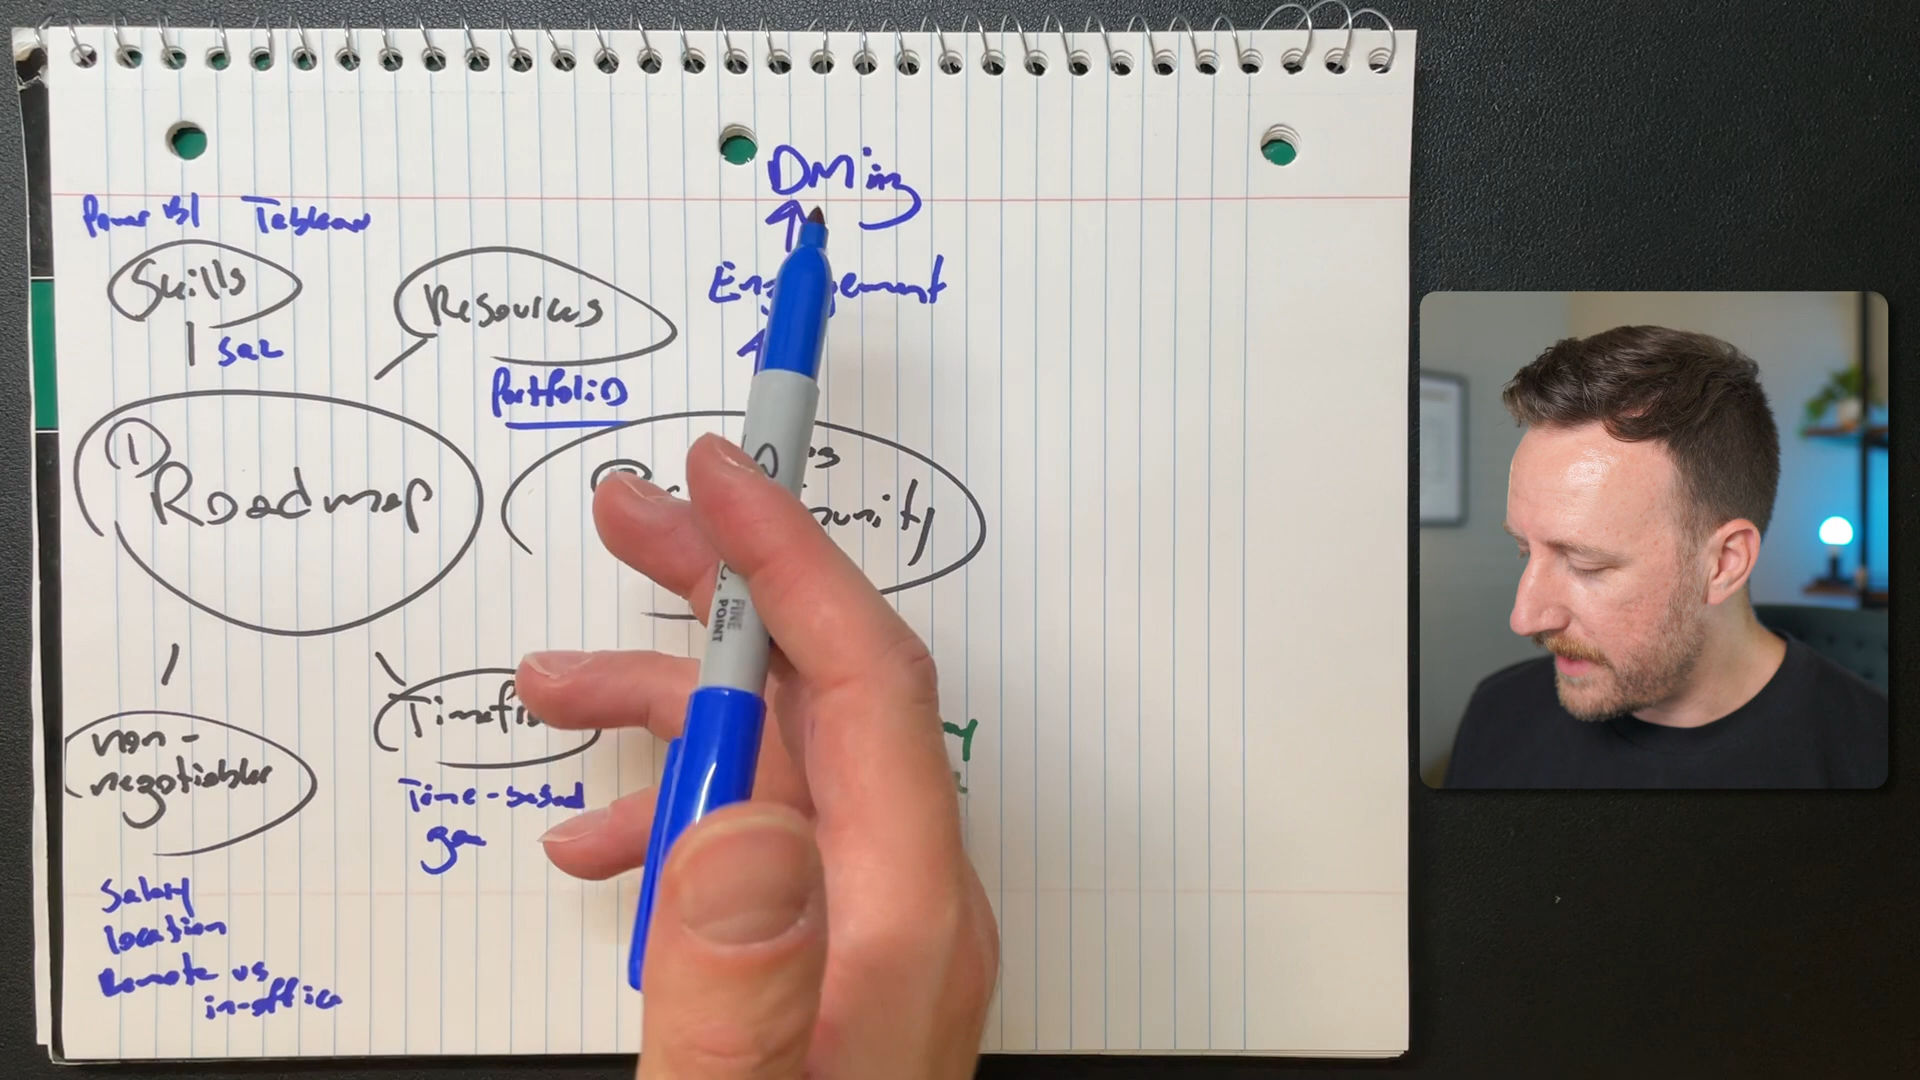 DMing
Power BI Tableau
Engagement
Skills
Resources
SQL
Portfolio
1
Roadmap
non-
negotiables
Time-based
Salary
location
Remote vs
in-office
FINE
POINT